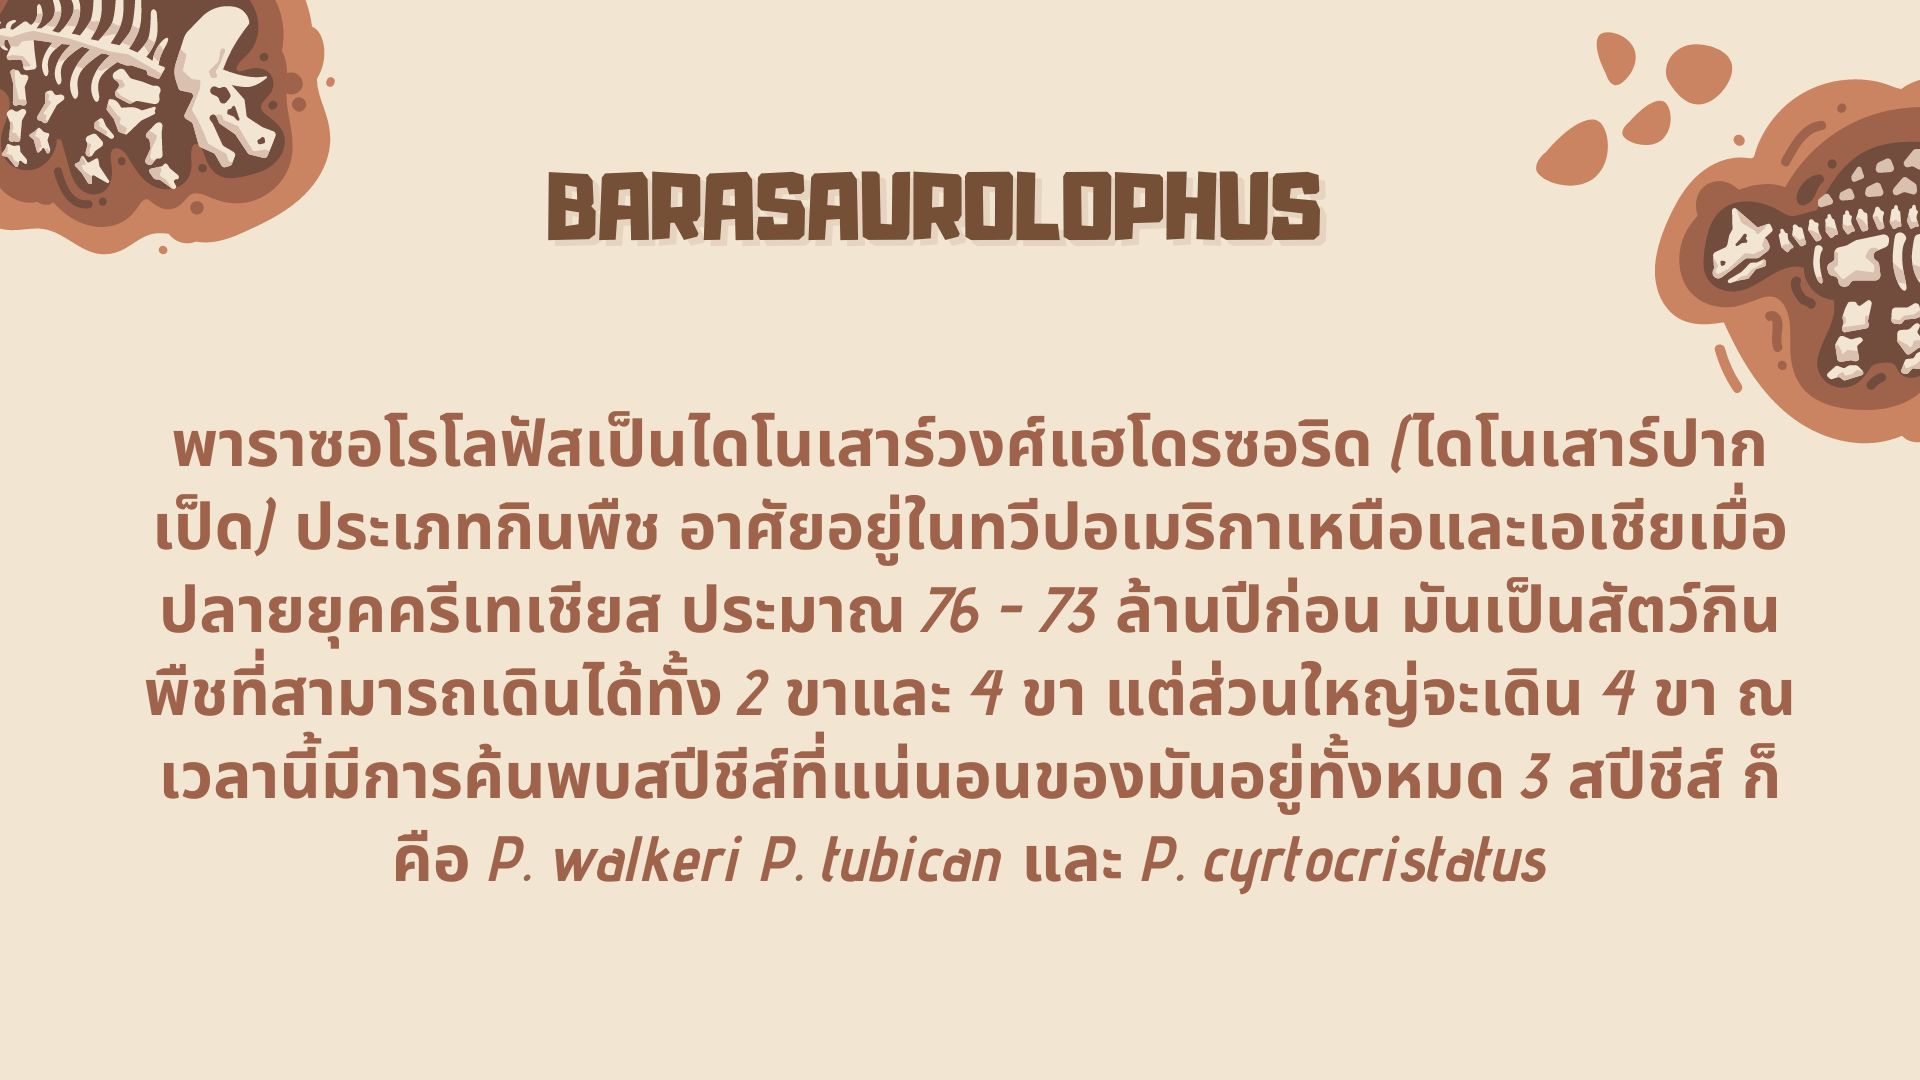 BARASAUROLOPHUS
พาราซอโรโลฟัสเป็นไดโนเสาร์วงศ์แฮโดรซอริด (ไดโนเสาร์ปาก
เป็ด) ประเภทกินพืช อาศัยอยู่ในทวีปอเมริกาเหนือและเอเชียเมื่อ
ปลายยุคครีเทเชียส ประมาณ 76 - 73 ล้านปีก่อน มันเป็นสัตว์กิน
พืชที่สามารถเดินได้ทั้ง 2 ขาและ 4 ขา แต่ส่วนใหญ่จะเดิน 4 ขา ณ
เวลานี้มีการค้นพบสปีชีส์ที่แน่นอนของมันอยู่ทั้งหมด 3 สปีชีส์ ก็
คือ P. walkeri P. tubican และ P. cyrtocristatus